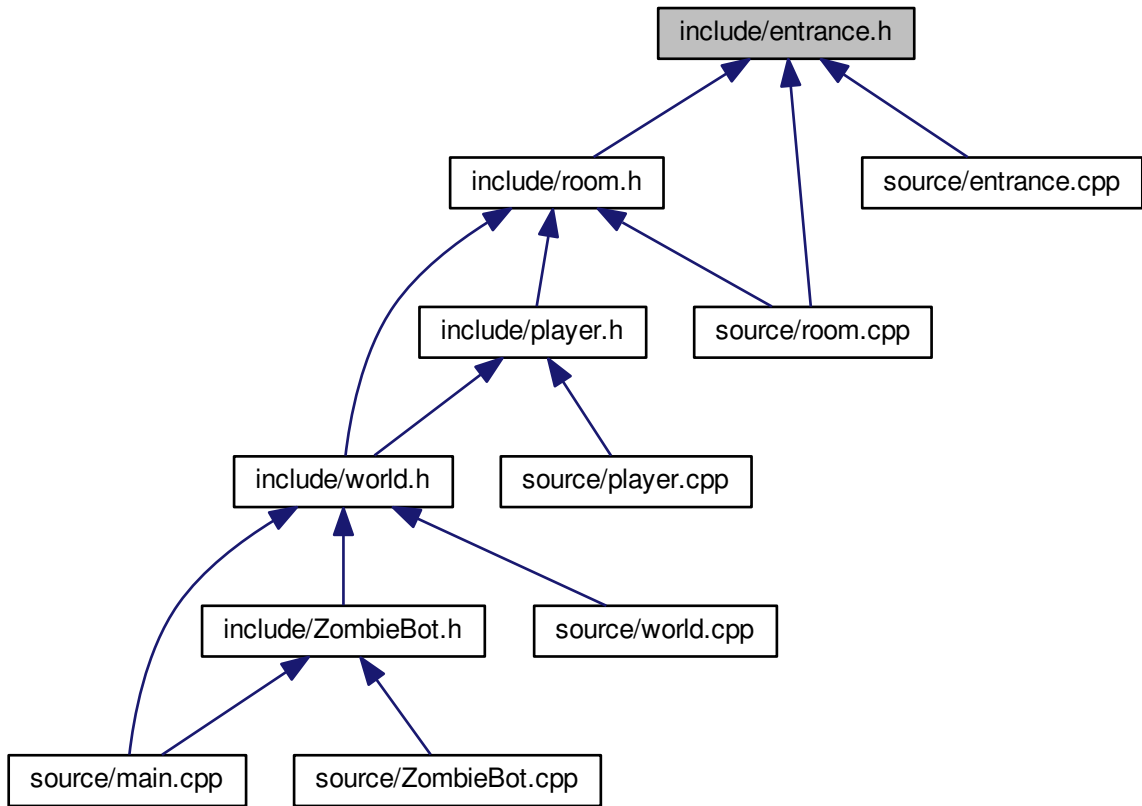 include/entrance.h
include/room.h
source/entrance.cpp
include/player.h
source/room.cpp
include/world.h
source/player.cpp
include/ZombieBot.h
source/world.cpp
source/main.cpp
source/ZombieBot.cpp